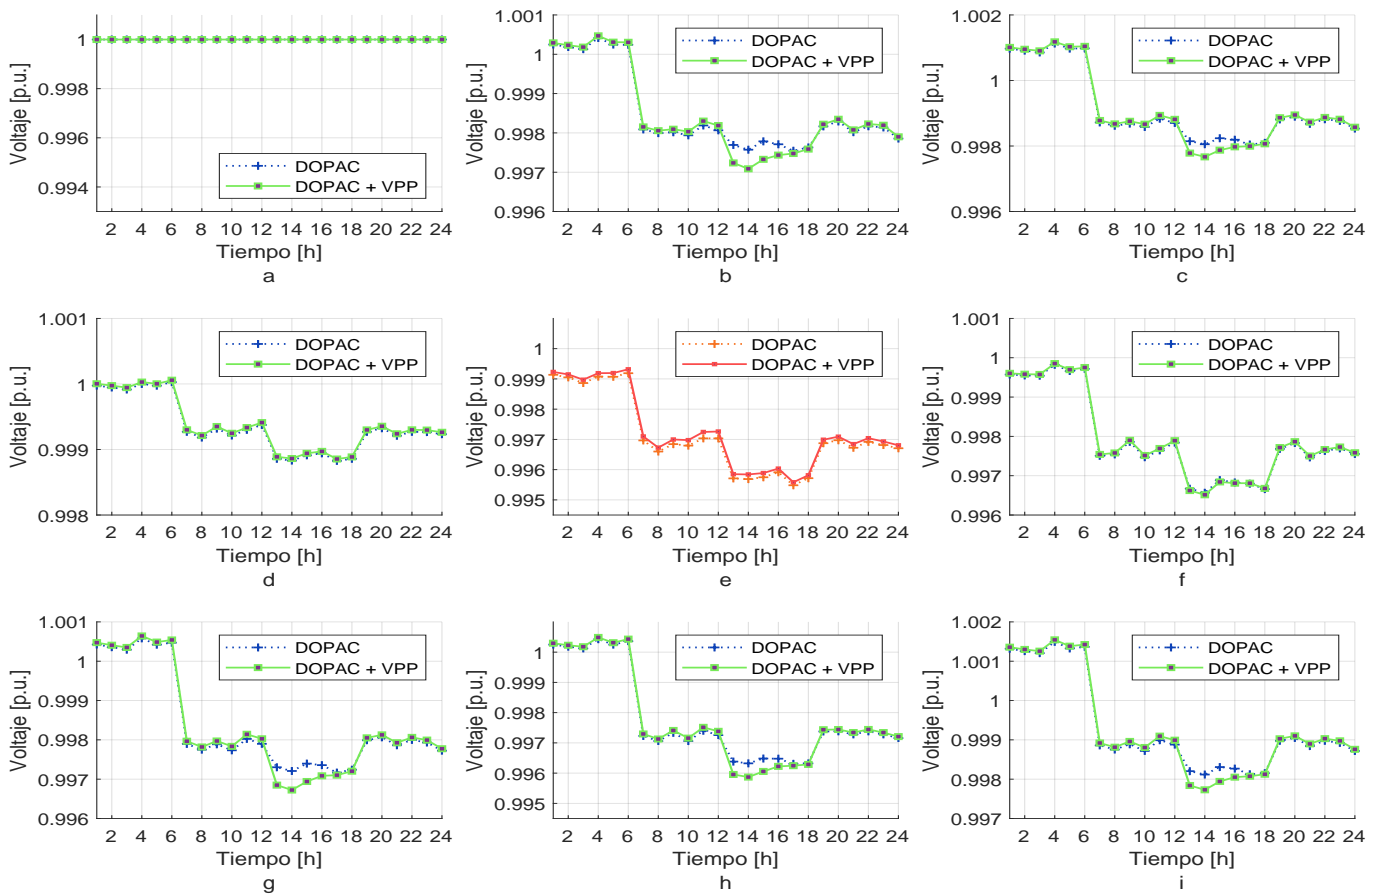 1
0.998
0.996
0.994
Voltaje [p.u.]
DOPAC
DOPAC + VPP
2 4 6 8 10 12 14 16 18 20 22 24
Tiempo [h]
a
1.001
1
0.999
0.998
0.997
0.996
Voltaje [p.u.]
DOPAC
DOPAC + VPP
2 4 6 8 10 12 14 16 18 20 22 24
Tiempo [h]
b
1.002
1
0.998
0.996
Voltaje [p.u.]
DOPAC
DOPAC + VPP
2 4 6 8 10 12 14 16 18 20 22 24
Tiempo [h]
c
1.001
1
0.999
0.998
Voltaje [p.u.]
DOPAC
DOPAC + VPP
2 4 6 8 10 12 14 16 18 20 22 24
Tiempo [h]
d
1
0.999
0.998
0.997
0.996
0.995
Voltaje [p.u.]
DOPAC
DOPAC + VPP
2 4 6 8 10 12 14 16 18 20 22 24
Tiempo [h]
e
1.001
1
0.999
0.998
0.997
0.996
Voltaje [p.u.]
DOPAC
DOPAC + VPP
2 4 6 8 10 12 14 16 18 20 22 24
Tiempo [h]
f
1.001
1
0.999
0.998
0.997
0.996
Voltaje [p.u.]
DOPAC
DOPAC + VPP
2 4 6 8 10 12 14 16 18 20 22 24
Tiempo [h]
g
1
0.999
0.998
0.997
0.996
0.995
Voltaje [p.u.]
DOPAC
DOPAC + VPP
2 4 6 8 10 12 14 16 18 20 22 24
Tiempo [h]
h
1.002
1.001
1
0.999
0.998
0.997
Voltaje [p.u.]
DOPAC
DOPAC + VPP
2 4 6 8 10 12 14 16 18 20 22 24
Tiempo [h]
i